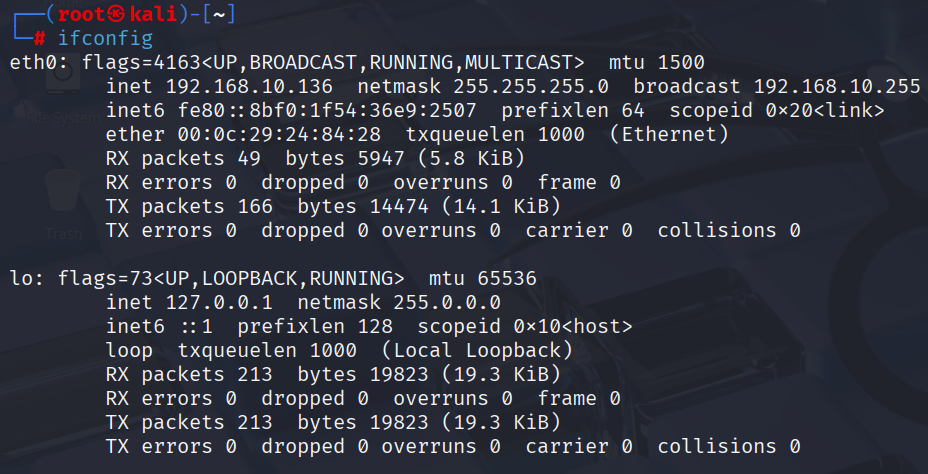 ┌──(root㉿kali)-[~]
└─# ifconfig
eth0: flags=4163<UP,BROADCAST,RUNNING,MULTICAST>  mtu 1500
        inet 192.168.10.136  netmask 255.255.255.0  broadcast 192.168.10.255
        inet6 fe80::8bf0:1f54:36e9:2507  prefixlen 64  scopeid 0×20<link>
        ether 00:0c:29:24:84:28  txqueuelen 1000  (Ethernet)
        RX packets 49  bytes 5947 (5.8 KiB)
        RX errors 0  dropped 0  overruns 0  frame 0
        TX packets 166  bytes 14474 (14.1 KiB)
        TX errors 0  dropped 0 overruns 0  carrier 0  collisions 0

lo: flags=73<UP,LOOPBACK,RUNNING>  mtu 65536
        inet 127.0.0.1  netmask 255.0.0.0
        inet6 ::1  prefixlen 128  scopeid 0×10<host>
        loop  txqueuelen 1000  (Local Loopback)
        RX packets 213  bytes 19823 (19.3 KiB)
        RX errors 0  dropped 0  overruns 0  frame 0
        TX packets 213  bytes 19823 (19.3 KiB)
        TX errors 0  dropped 0 overruns 0  carrier 0  collisions 0
File System
Trash